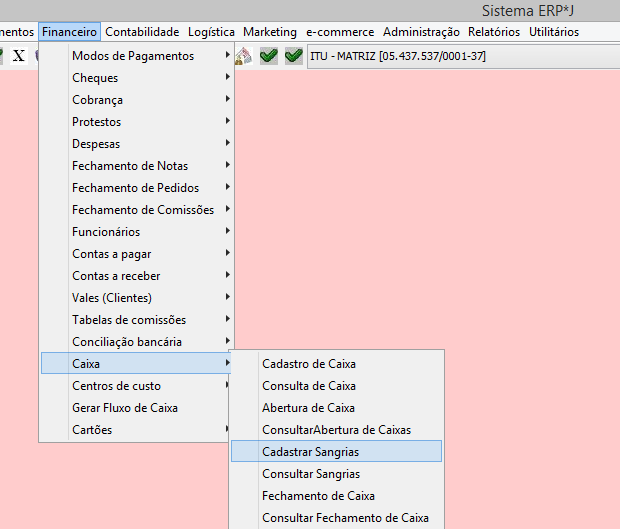 Sistema ERP*J
mentos Financeiro Contabilidade Logística Marketing e-commerce Administração Relatórios Utilitários
X ITU - MATRIZ [05.437.537/0001-37]
Modos de Pagamentos
Cheques
Cobrança
Protestos
Despesas
Fechamento de Notas
Fechamento de Pedidos
Fechamento de Comissões
Funcionários
Contas a pagar
Contas a receber
Vales (Clientes)
Tabelas de comissões
Conciliação bancária
Caixa
Centros de custo
Gerar Fluxo de Caixa
Cartões
Cadastro de Caixa
Consulta de Caixa
Abertura de Caixa
ConsultarAbertura de Caixas
Cadastrar Sangrias
Consultar Sangrias
Fechamento de Caixa
Consultar Fechamento de Caixa